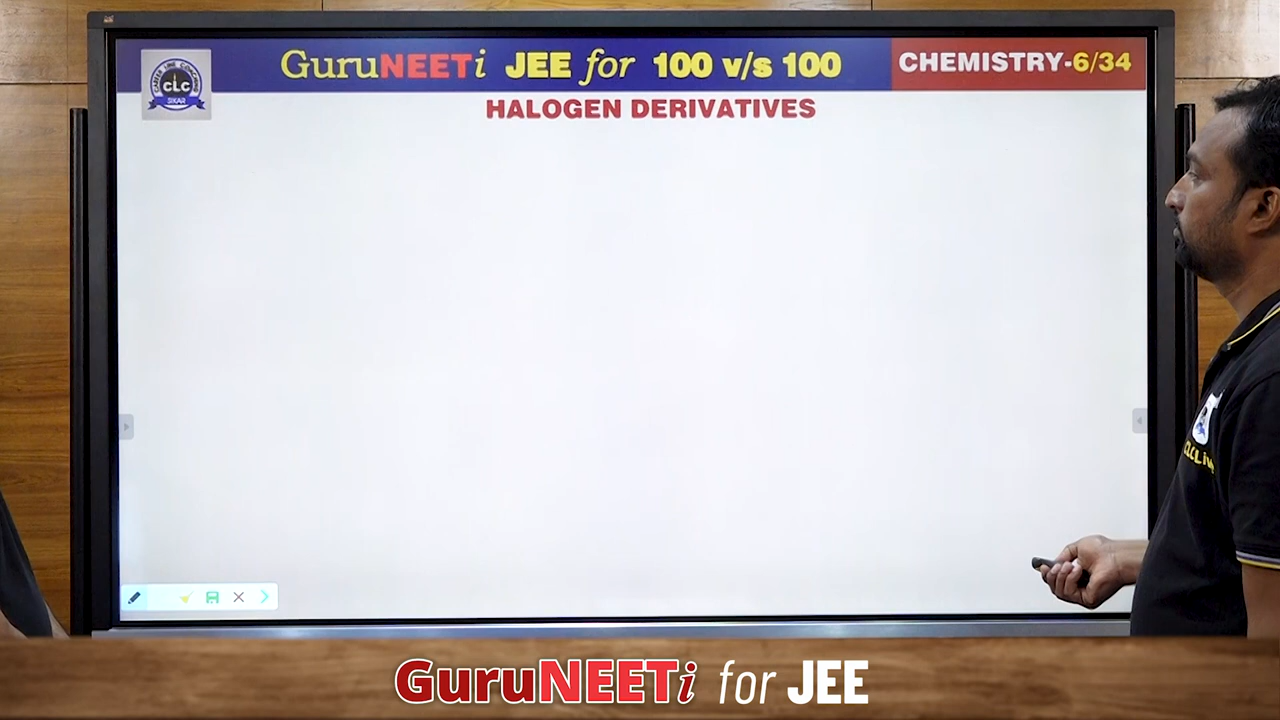 GuruNEETi JEE for 100 v/s 100
CHEMISTRY-6/34
CLC
SIKAR
HALOGEN DERIVATIVES
GuruNEETi for JEE